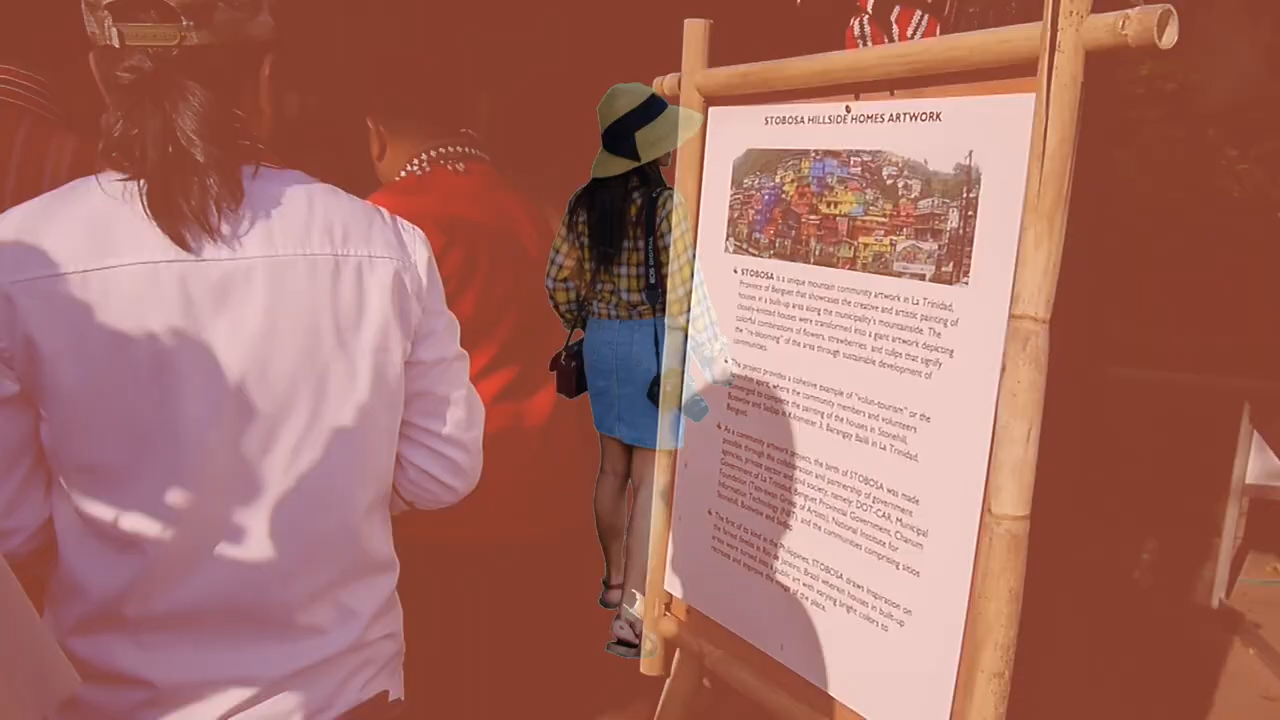 STOBOSA HILLSIDE HOMES ARTWORK
STOBOSA is a unique mountain community artwork in La Trinidad,
Province of Benguet that showcases the creative and artistic painting of
houses in a built-up area along the municipality's mountainside. The
closely-knitted houses were transformed into a giant artwork depicting
colorful combinations of flowers, strawberries and tulips that signify
the "re-blooming" of the area through sustainable development of
communities.
The project provides a cohesive example of "volun-tourism" or the
spirit, where the community members and volunteers
converged to complete the painting of the houses in Stonehill,
Botiwtiw and Sadjap in Kilometer 3, Barangay Balili in La Trinidad,
Benguet.
As a community artwork project, the birth of STOBOSA was made
possible through the collaboration and partnership of government
agencies, private sector and civil society, namely: DOT-CAR, Municipal
Government of La Trinidad, Benguet Provincial Government, Chanum
Foundation (Tam-awan Group of Artists), National Institute for
Information Technology (NIIT) and the communities comprising sitios
Stonehill, Botiwtiw and Sadjap
The first of its kind in the Philippines, STOBOSA draws inspiration on
the famed favelas in Rio de Janeiro, Brazil wherein houses in built-up
areas were turned into a public art with varying bright colors to
recreate and improve the image of the place.
EOS DIGITAL